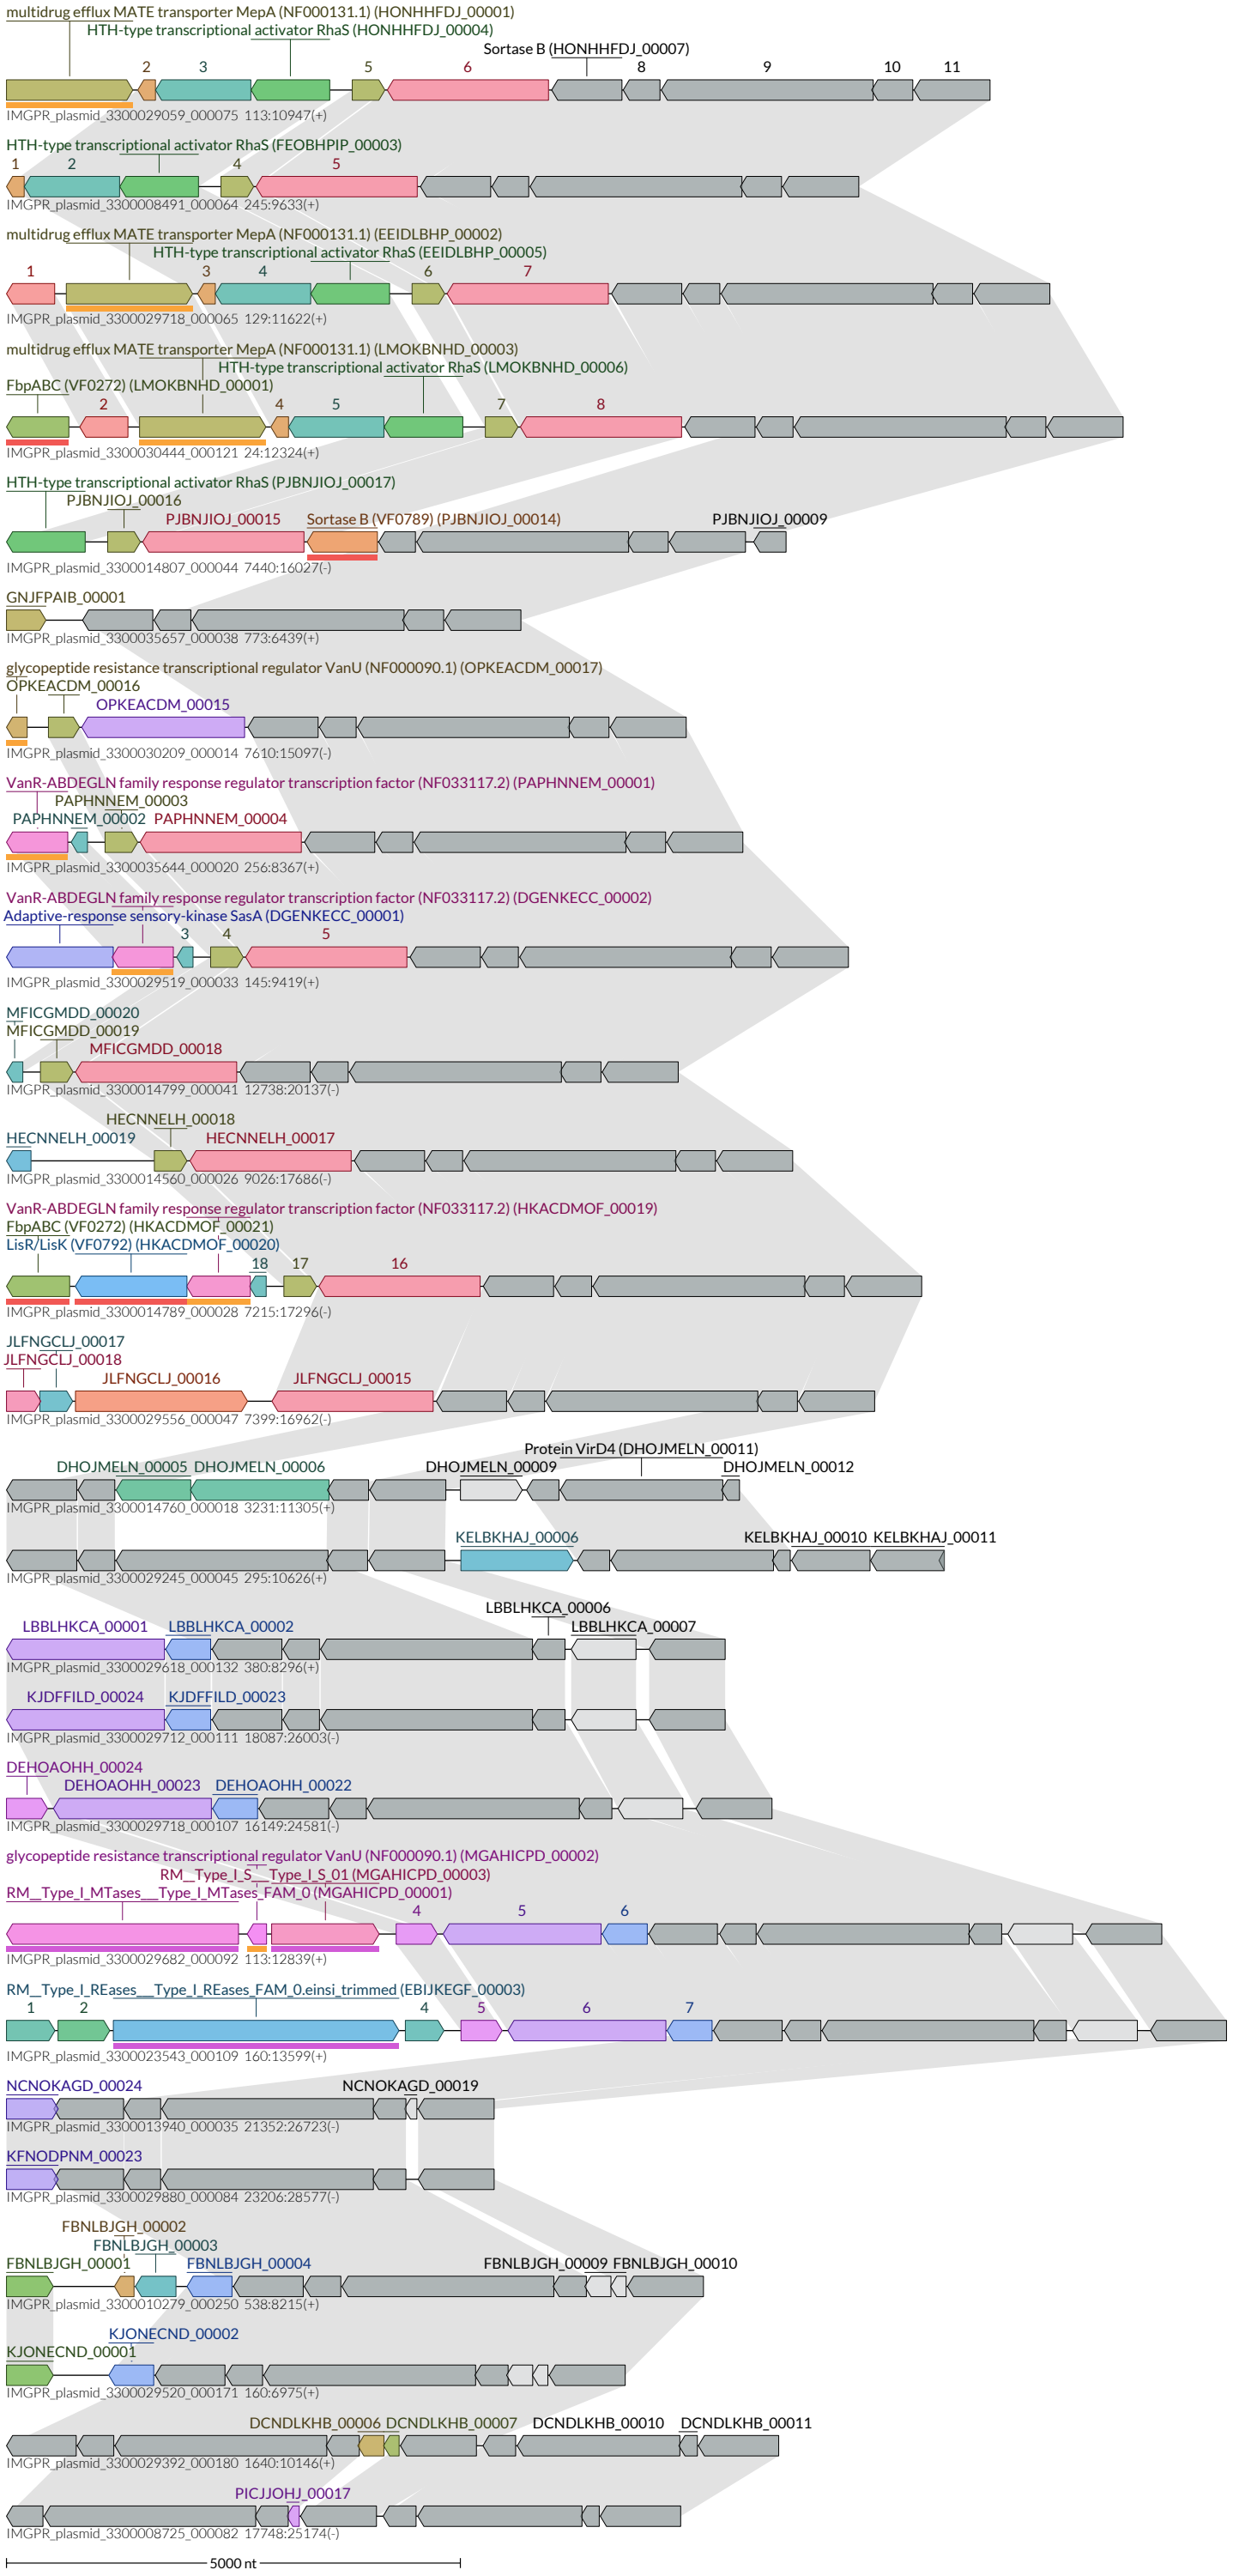 multidrug efflux MATE transporter MepA (NF000131.1) (HONHHFDJ_00001)
HTH-type transcriptional activator RhaS (HONHHFDJ_00004)
Sortase B (HONHHFDJ_00007)
2 3 5 6 8 9 10 11
IMGPR_plasmid_3300029059_000075 113:10947(+)
HTH-type transcriptional activator RhaS (FEOBHPIP_00003)
1 2 4 5
IMGPR_plasmid_3300008491_000064 245:9633(+)
multidrug efflux MATE transporter MepA (NF000131.1) (EEIDLBHP_00002)
HTH-type transcriptional activator RhaS (EEIDLBHP_00005)
1 3 4 6 7
IMGPR_plasmid_3300029718_000065 129:11622(+)
multidrug efflux MATE transporter MepA (NF000131.1) (LMOKBNHD_00003)
HTH-type transcriptional activator RhaS (LMOKBNHD_00006)
FbpABC (VF0272) (LMOKBNHD_00001)
2 4 5 7 8
IMGPR_plasmid_3300030444_000121 24:12324(+)
HTH-type transcriptional activator RhaS (PJBNJIOJ_00017)
PJBNJIOJ_00016
PJBNJIOJ_00015 Sortase B (VF0789) (PJBNJIOJ_00014) PJBNJIOJ_00009
IMGPR_plasmid_3300014807_000044 7440:16027(-)
GNJFPAIB_00001
IMGPR_plasmid_3300035657_000038 773:6439(+)
glycopeptide resistance transcriptional regulator VanU (NF000090.1) (OPKEACDM_00017)
OPKEACDM_00016
OPKEACDM_00015
IMGPR_plasmid_3300030209_000014 7610:15097(-)
VanR-ABDEGLN family response regulator transcription factor (NF033117.2) (PAPHNNEM_00001)
PAPHNNEM_00003
PAPHNNEM_00002 PAPHNNEM_00004
IMGPR_plasmid_3300035644_000020 256:8367(+)
VanR-ABDEGLN family response regulator transcription factor (NF033117.2) (DGENKECC_00002)
Adaptive-response sensory-kinase SasA (DGENKECC_00001)
3 4 5
IMGPR_plasmid_3300029519_000033 145:9419(+)
MFICGMDD_00020
MFICGMDD_00019
MFICGMDD_00018
IMGPR_plasmid_3300014799_000041 12738:20137(-)
HECNNELH_00018
HECNNELH_00019 HECNNELH_00017
IMGPR_plasmid_3300014560_000026 9026:17686(-)
VanR-ABDEGLN family response regulator transcription factor (NF033117.2) (HKACDMOF_00019)
FbpABC (VF0272) (HKACDMOF_00021)
LisR/LisK (VF0792) (HKACDMOF_00020)
18 17 16
IMGPR_plasmid_3300014789_000028 7215:17296(-)
JLFNGCLJ_00017
JLFNGCLJ_00018
JLFNGCLJ_00016 JLFNGCLJ_00015
IMGPR_plasmid_3300029556_000047 7399:16962(-)
Protein VirD4 (DHOJMELN_00011)
DHOJMELN_00005 DHOJMELN_00006 DHOJMELN_00009 DHOJMELN_00012
IMGPR_plasmid_3300014760_000018 3231:11305(+)
KELBKHAJ_00006 KELBKHAJ_00010 KELBKHAJ_00011
IMGPR_plasmid_3300029245_000045 295:10626(+)
LBBLHKCA_00006
LBBLHKCA_00001 LBBLHKCA_00002 LBBLHKCA_00007
IMGPR_plasmid_3300029618_000132 380:8296(+)
KJDFFILD_00024 KJDFFILD_00023
IMGPR_plasmid_3300029712_000111 18087:26003(-)
DEHOAOHH_00024
DEHOAOHH_00023 DEHOAOHH_00022
IMGPR_plasmid_3300029718_000107 16149:24581(-)
glycopeptide resistance transcriptional regulator VanU (NF000090.1) (MGAHICPD_00002)
RM__Type_I_S___Type_I_S_01 (MGAHICPD_00003)
RM__Type_I_MTases___Type_I_MTases_FAM_0 (MGAHICPD_00001)
4 5 6
IMGPR_plasmid_3300029682_000092 113:12839(+)
RM__Type_I_REases___Type_I_REases_FAM_0.einsi_trimmed (EBIJKEGF_00003)
1 2 4 5 6 7
IMGPR_plasmid_3300023543_000109 160:13599(+)
NCNOKAGD_00024 NCNOKAGD_00019
IMGPR_plasmid_3300013940_000035 21352:26723(-)
KFNODPNM_00023
IMGPR_plasmid_3300029880_000084 23206:28577(-)
FBNLBJGH_00002
FBNLBJGH_00003
FBNLBJGH_00001 FBNLBJGH_00004 FBNLBJGH_00009 FBNLBJGH_00010
IMGPR_plasmid_3300010279_000250 538:8215(+)
KJONECND_00002
KJONECND_00001
IMGPR_plasmid_3300029520_000171 160:6975(+)
DCNDLKHB_00006 DCNDLKHB_00007 DCNDLKHB_00010 DCNDLKHB_00011
IMGPR_plasmid_3300029392_000180 1640:10146(+)
PICJJOHJ_00017
IMGPR_plasmid_3300008725_000082 17748:25174(-)
5000 nt